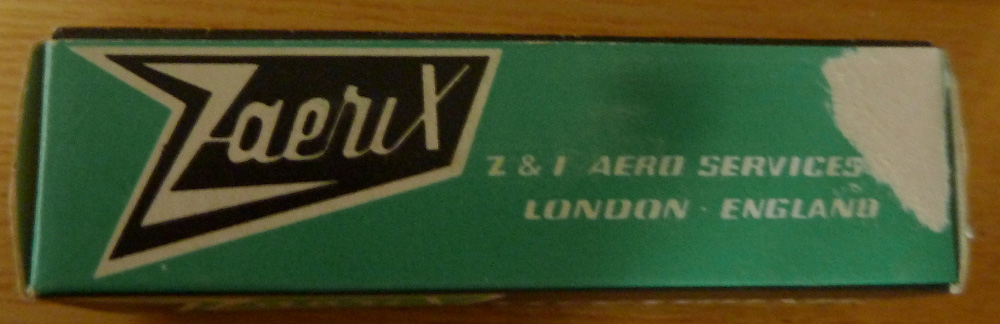 Zaerix
Z & I AERO SERVICES
LONDON · ENGLAND